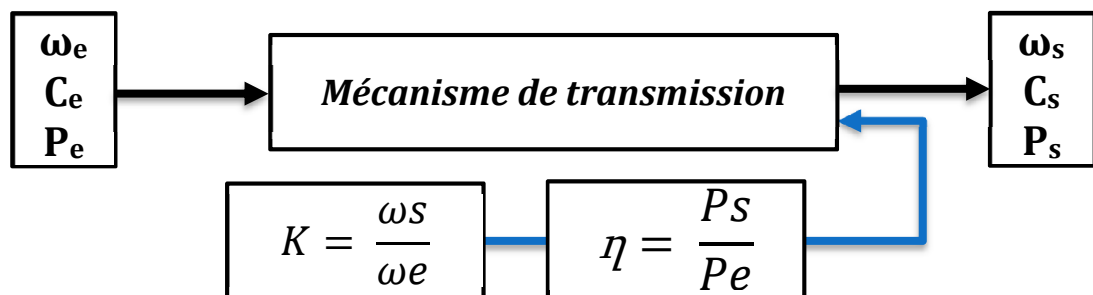 ωe
Ce
Pe
Mécanisme de transmission
ωs
Cs
Ps
K = ωs/ωe
η = Ps/Pe